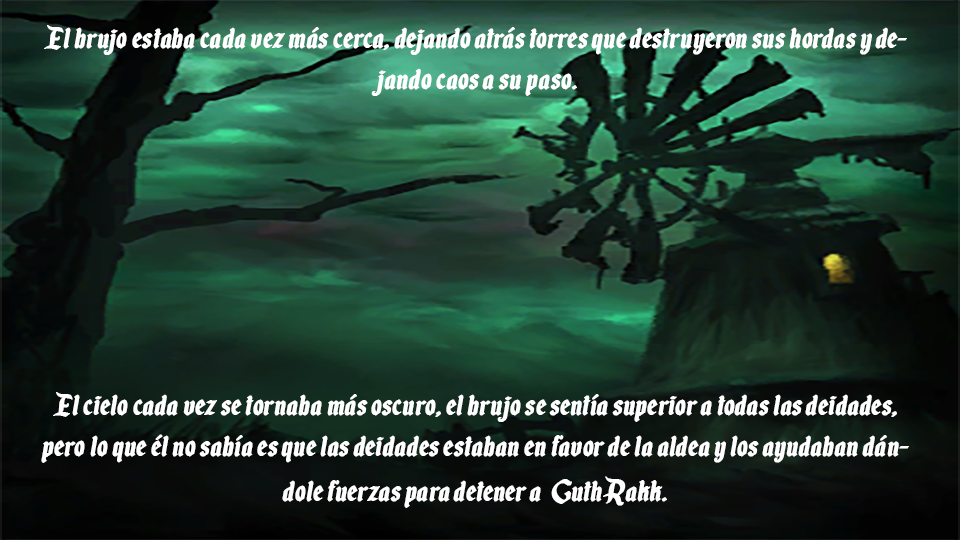 El brujo estaba cada vez más cerca, dejando atrás torres que destruyeron sus hordas y de-
jando caos a su paso.
El cielo cada vez se tornaba más oscuro, el brujo se sentía superior a todas las deidades,
pero lo que él no sabía es que las deidades estaban en favor de la aldea y los ayudaban dán-
dole fuerzas para detener a GuthRakk.